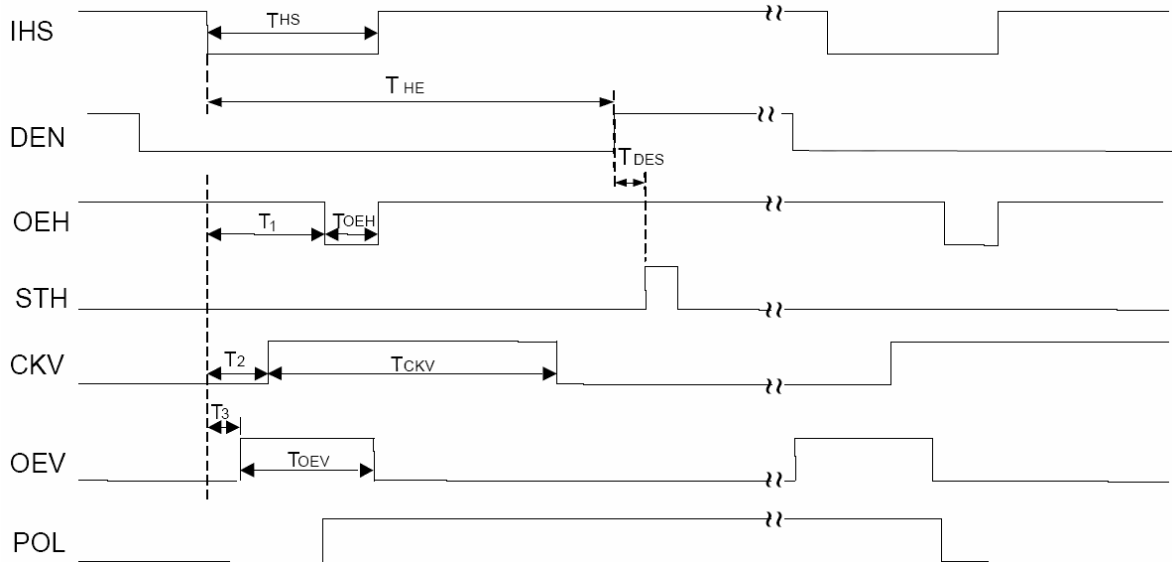 IHS
THS
THE
DEN
TDES
OEH
T1
TOEH
STH
CKV
T2
TCKV
T3
OEV
TOEV
POL